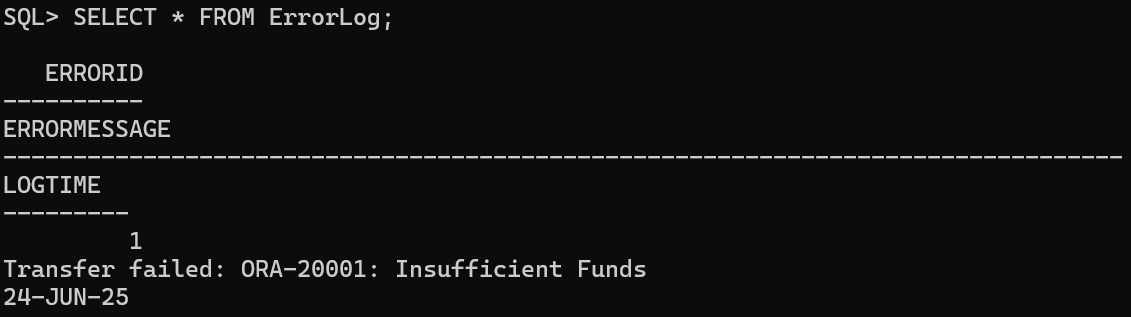 SQL> SELECT * FROM ErrorLog;
   ERRORID
----------
ERRORMESSAGE
--------------------------------------------------------------------------------
LOGTIME
---------
         1
Transfer failed: ORA-20001: Insufficient Funds
24-JUN-25